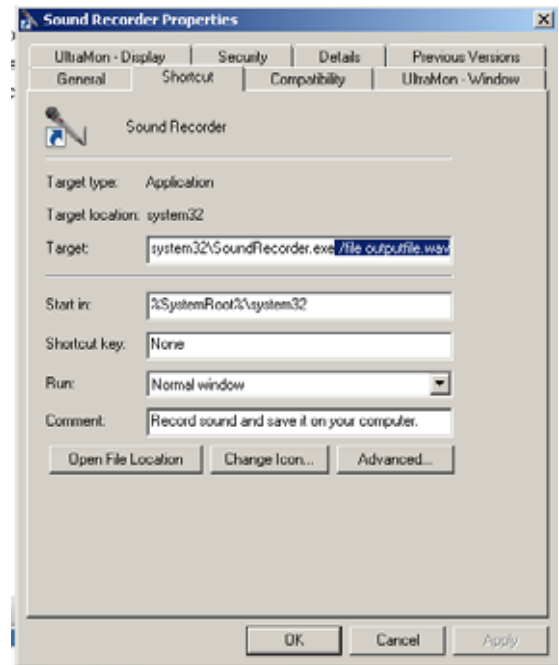 Sound Recorder Properties
UltraMon - Display Security Details Previous Versions
General Shortcut Compatibility UltraMon - Window
Sound Recorder
Target type: Application
Target location: system32
Target: system32\SoundRecorder.exe /file outputfile.wav
Start in: %SystemRoot%\system32
Shortcut key: None
Run: Normal window
Comment: Record sound and save it on your computer.
Open File Location Change Icon... Advanced...
OK Cancel Apply